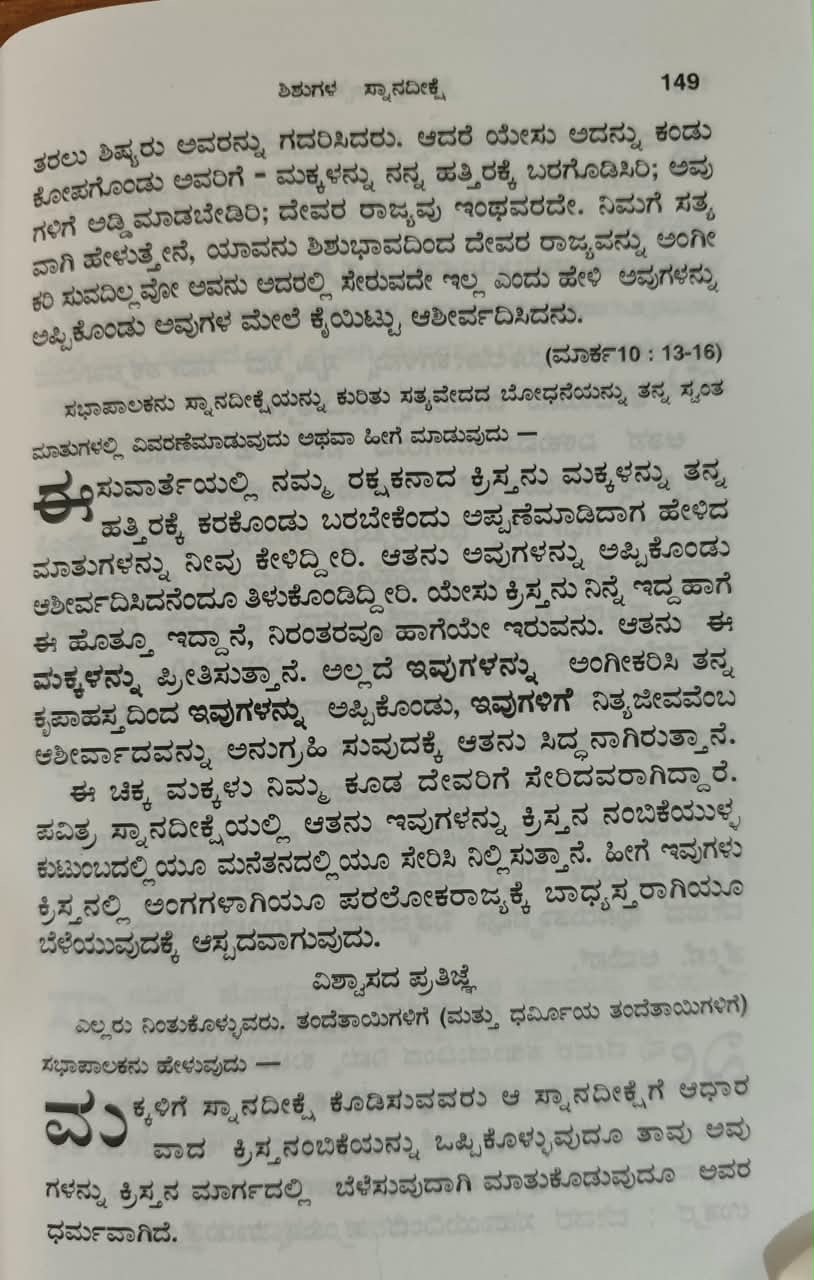 ಶಿಶುಗಳ ಸ್ನಾನದೀಕ್ಷೆ 149
ತರಲು ಶಿಷ್ಯರು ಅವರನ್ನು ಗದರಿಸಿದರು. ಆದರೆ ಯೇಸು ಅದನ್ನು ಕಂಡು
ಕೋಪಗೊಂಡು ಅವರಿಗೆ - ಮಕ್ಕಳನ್ನು ನನ್ನ ಹತ್ತಿರಕ್ಕೆ ಬರಗೊಡಿಸಿರಿ; ಅವು
ಗಳಿಗೆ ಅಡ್ಡಿಮಾಡಬೇಡಿರಿ; ದೇವರ ರಾಜ್ಯವು ಇಂಥವರದೇ. ನಿಮಗೆ ಸತ್ಯ
ವಾಗಿ ಹೇಳುತ್ತೇನೆ, ಯಾವನು ಶಿಶುಭಾವದಿಂದ ದೇವರ ರಾಜ್ಯವನ್ನು ಅಂಗೀ
ಕರಿ ಸುವದಿಲ್ಲವೋ ಅವನು ಅದರಲ್ಲಿ ಸೇರುವದೇ ಇಲ್ಲ ಎಂದು ಹೇಳಿ ಅವುಗಳನ್ನು
ಅಪ್ಪಿಕೊಂಡು ಅವುಗಳ ಮೇಲೆ ಕೈಯಿಟ್ಟು ಆಶೀರ್ವದಿಸಿದನು.
(ಮಾರ್ಕ10 : 13-16)
ಸಭಾಪಾಲಕನು ಸ್ನಾನದೀಕ್ಷೆಯನ್ನು ಕುರಿತು ಸತ್ಯವೇದದ ಬೋಧನೆಯನ್ನು ತನ್ನ ಸ್ವಂತ
ಮಾತುಗಳಲ್ಲಿ ವಿವರಣೆಮಾಡುವುದು ಅಥವಾ ಹೀಗೆ ಮಾಡುವುದು —
ಈ ಸುವಾರ್ತೆಯಲ್ಲಿ ನಮ್ಮ ರಕ್ಷಕನಾದ ಕ್ರಿಸ್ತನು ಮಕ್ಕಳನ್ನು ತನ್ನ
ಹತ್ತಿರಕ್ಕೆ ಕರಕೊಂಡು ಬರಬೇಕೆಂದು ಅಪ್ಪಣೆಮಾಡಿದಾಗ ಹೇಳಿದ
ಮಾತುಗಳನ್ನು ನೀವು ಕೇಳಿದ್ದೀರಿ. ಆತನು ಅವುಗಳನ್ನು ಅಪ್ಪಿಕೊಂಡು
ಆಶೀರ್ವದಿಸಿದನೆಂದೂ ತಿಳುಕೊಂಡಿದ್ದೀರಿ. ಯೇಸು ಕ್ರಿಸ್ತನು ನಿನ್ನೆ ಇದ್ದಹಾಗೆ
ಈ ಹೊತ್ತೂ ಇದ್ದಾನೆ, ನಿರಂತರವೂ ಹಾಗೆಯೇ ಇರುವನು. ಆತನು ಈ
ಮಕ್ಕಳನ್ನು ಪ್ರೀತಿಸುತ್ತಾನೆ. ಅಲ್ಲದೆ ಇವುಗಳನ್ನು ಅಂಗೀಕರಿಸಿ ತನ್ನ
ಕೃಪಾಹಸ್ತದಿಂದ ಇವುಗಳನ್ನು ಅಪ್ಪಿಕೊಂಡು, ಇವುಗಳಿಗೆ ನಿತ್ಯಜೀವವೆಂಬ
ಆಶೀರ್ವಾದವನ್ನು ಅನುಗ್ರಹಿ ಸುವುದಕ್ಕೆ ಆತನು ಸಿದ್ಧನಾಗಿರುತ್ತಾನೆ.
ಈ ಚಿಕ್ಕ ಮಕ್ಕಳು ನಿಮ್ಮ ಕೂಡ ದೇವರಿಗೆ ಸೇರಿದವರಾಗಿದ್ದಾರೆ.
ಪವಿತ್ರ ಸ್ನಾನದೀಕ್ಷೆಯಲ್ಲಿ ಆತನು ಇವುಗಳನ್ನು ಕ್ರಿಸ್ತನ ನಂಬಿಕೆಯುಳ್ಳ
ಕುಟುಂಬದಲ್ಲಿಯೂ ಮನೆತನದಲ್ಲಿಯೂ ಸೇರಿಸಿ ನಿಲ್ಲಿಸುತ್ತಾನೆ. ಹೀಗೆ ಇವುಗಳು
ಕ್ರಿಸ್ತನಲ್ಲಿ ಅಂಗಗಳಾಗಿಯೂ ಪರಲೋಕರಾಜ್ಯಕ್ಕೆ ಬಾಧ್ಯಸ್ತರಾಗಿಯೂ
ಬೆಳೆಯುವುದಕ್ಕೆ ಆಸ್ಪದವಾಗುವುದು.
ವಿಶ್ವಾಸದ ಪ್ರತಿಜ್ಞೆ
ಎಲ್ಲರು ನಿಂತುಕೊಳ್ಳುವರು. ತಂದೆತಾಯಿಗಳಿಗೆ (ಮತ್ತು ಧರ್ಮಿಯ ತಂದೆತಾಯಿಗಳಿಗೆ)
ಸಭಾಪಾಲಕನು ಹೇಳುವುದು —
ಮಕ್ಕಳಿಗೆ ಸ್ನಾನದೀಕ್ಷೆ ಕೊಡಿಸುವವರು ಆ ಸ್ನಾನದೀಕ್ಷೆಗೆ ಆಧಾರ
ವಾದ ಕ್ರಿಸ್ತನಂಬಿಕೆಯನ್ನು ಒಪ್ಪಿಕೊಳ್ಳುವುದೂ ತಾವು ಅವು
ಗಳನ್ನು ಕ್ರಿಸ್ತನ ಮಾರ್ಗದಲ್ಲಿ ಬೆಳೆಸುವುದಾಗಿ ಮಾತುಕೊಡುವುದೂ ಅವರ
ಧರ್ಮವಾಗಿದೆ.